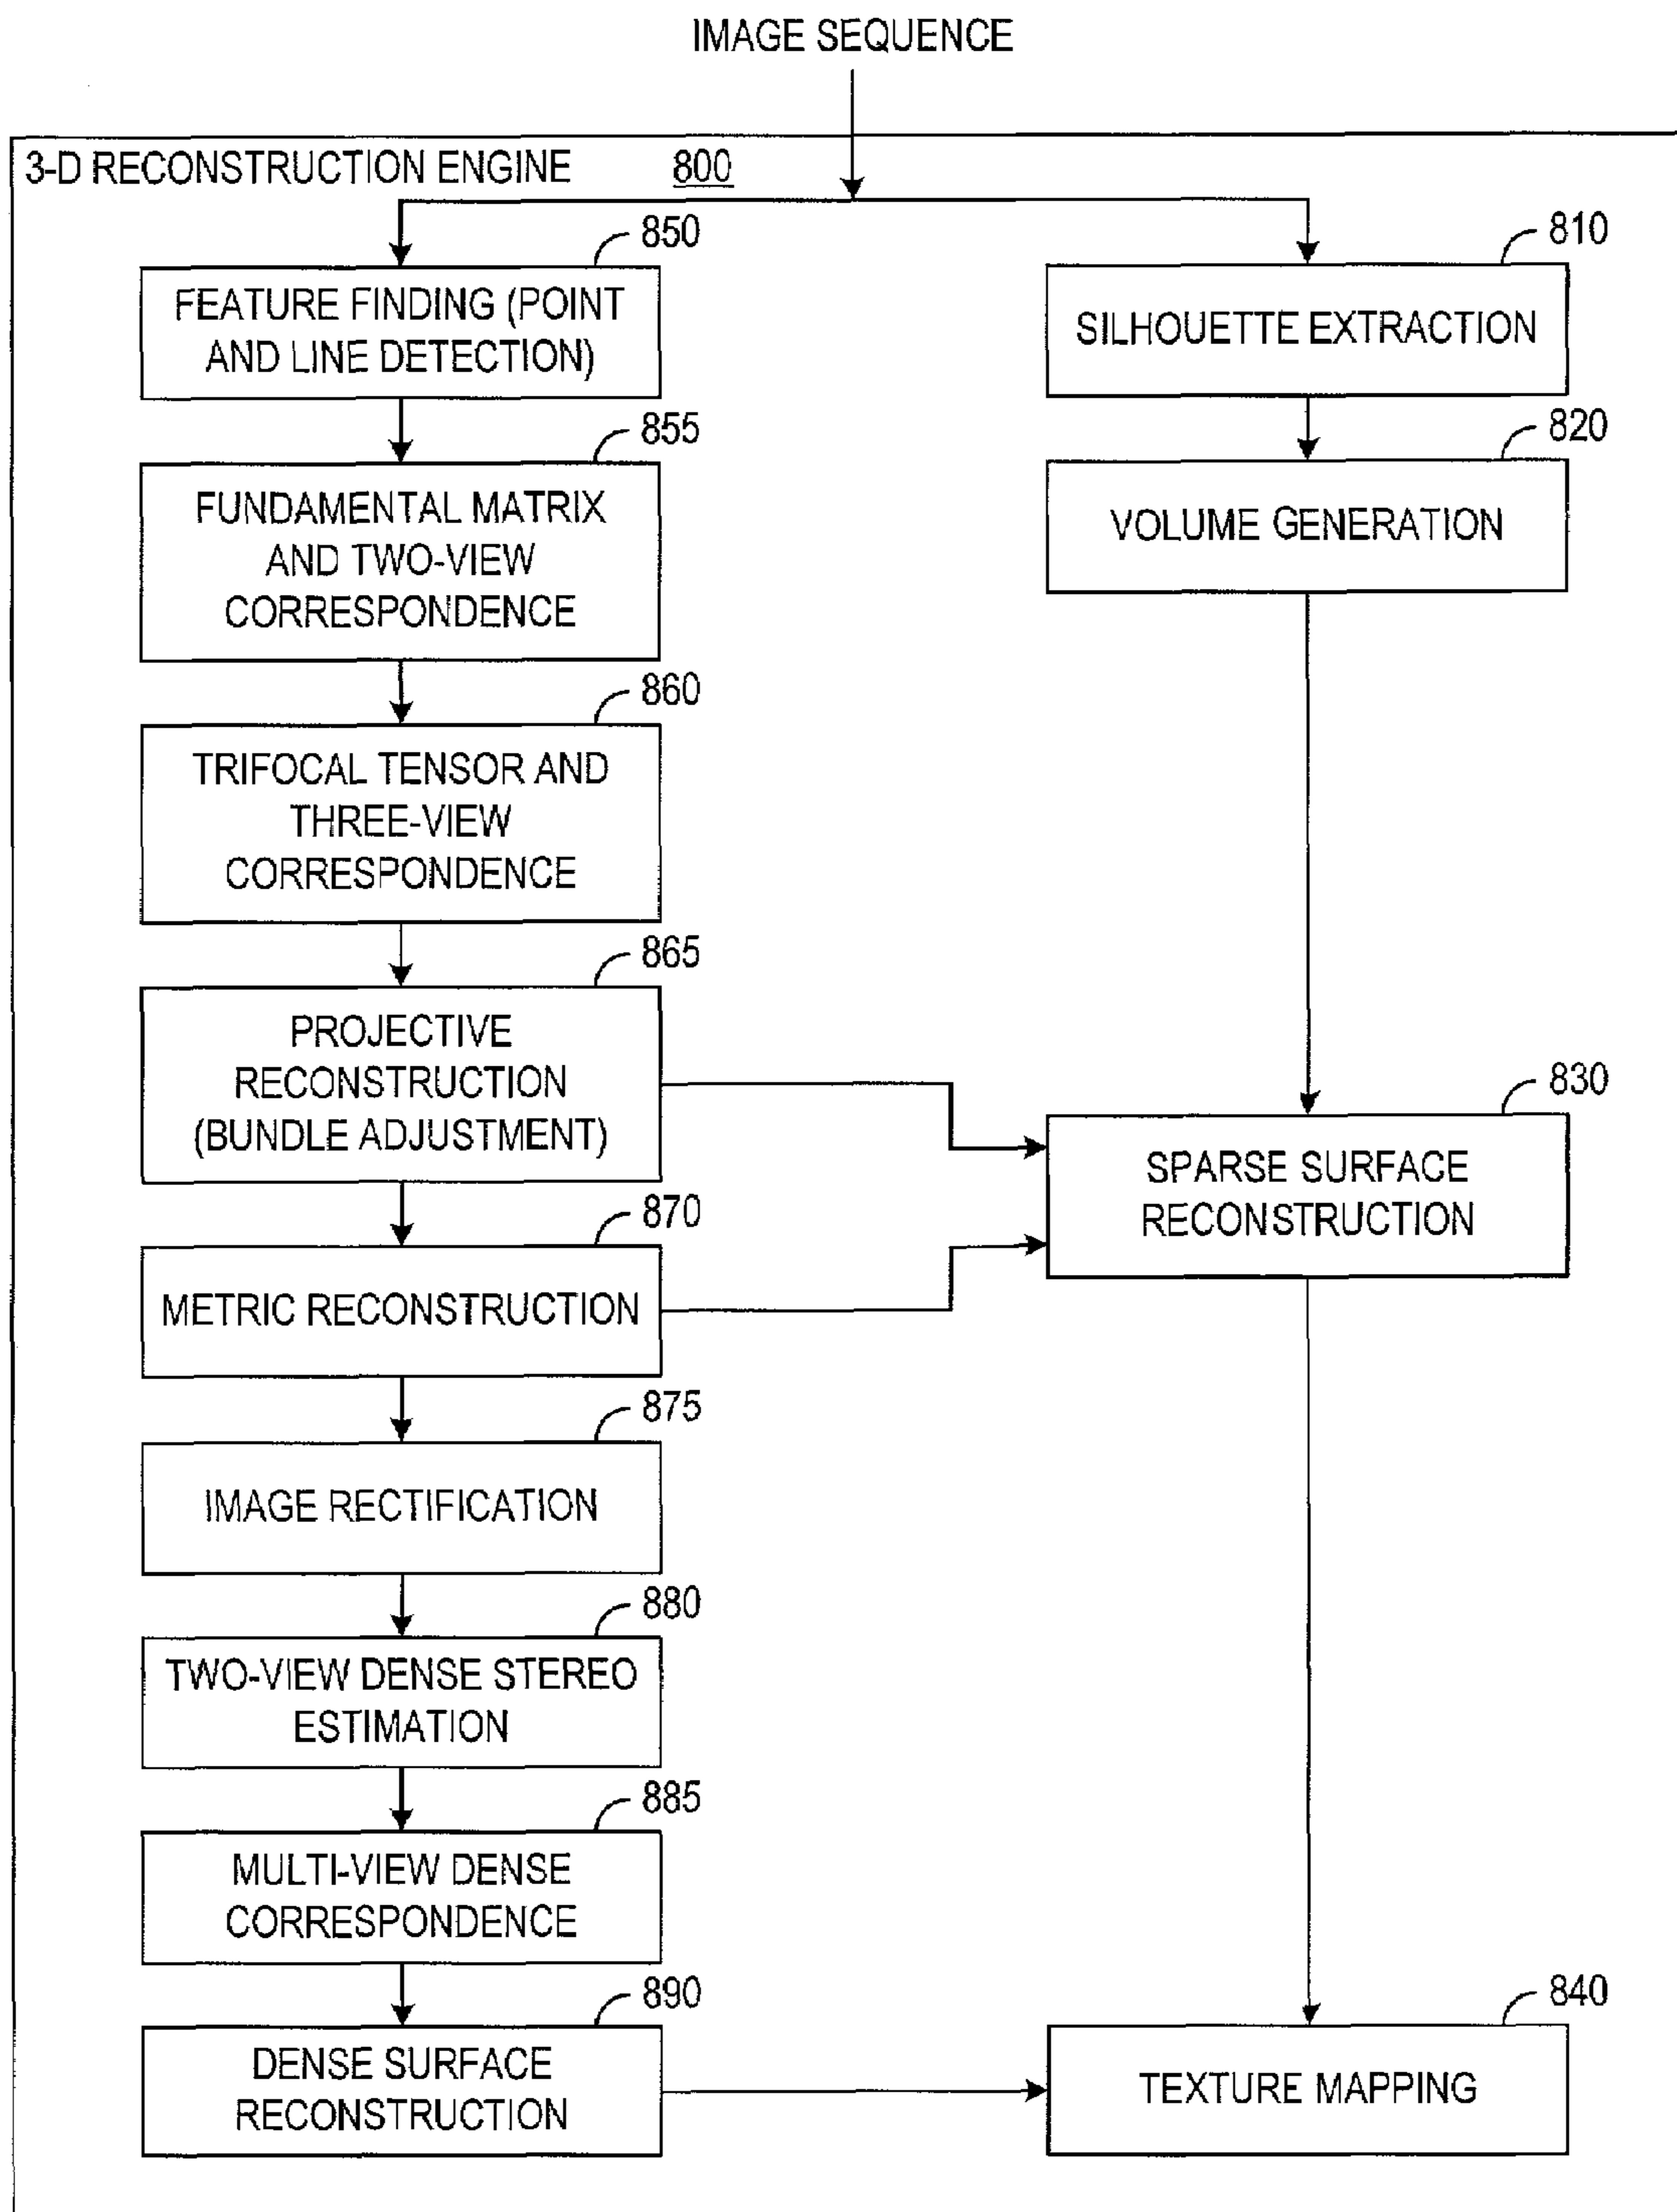 IMAGE SEQUENCE
3-D RECONSTRUCTION ENGINE 800
850
FEATURE FINDING (POINT
AND LINE DETECTION)
855
FUNDAMENTAL MATRIX
AND TWO-VIEW
CORRESPONDENCE
860
TRIFOCAL TENSOR AND
THREE-VIEW
CORRESPONDENCE
865
PROJECTIVE
RECONSTRUCTION
(BUNDLE ADJUSTMENT)
870
METRIC RECONSTRUCTION
875
IMAGE RECTIFICATION
880
TWO-VIEW DENSE STEREO
ESTIMATION
885
MULTI-VIEW DENSE
CORRESPONDENCE
890
DENSE SURFACE
RECONSTRUCTION
810
SILHOUETTE EXTRACTION
820
VOLUME GENERATION
830
SPARSE SURFACE
RECONSTRUCTION
840
TEXTURE MAPPING